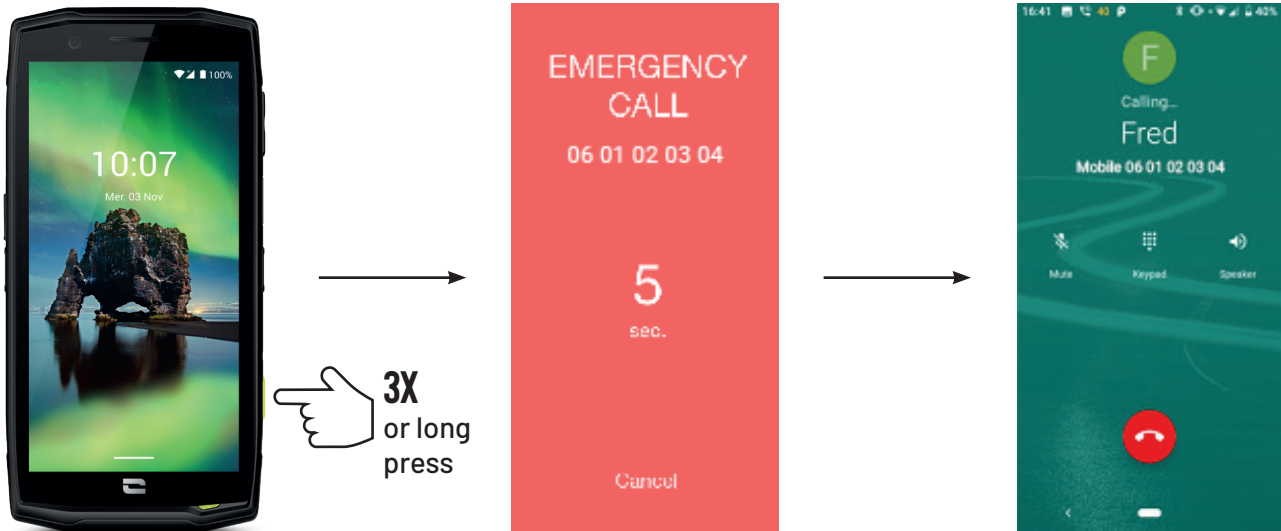 100%
10:07
Mer. 03 Nov
3X
or long
press
EMERGENCY
CALL
06 01 02 03 04
5
sec.
Cancel
16:41 40 P 40%
F
Calling...
Fred
Mobile 06 01 02 03 04
Mute Keypad Speaker